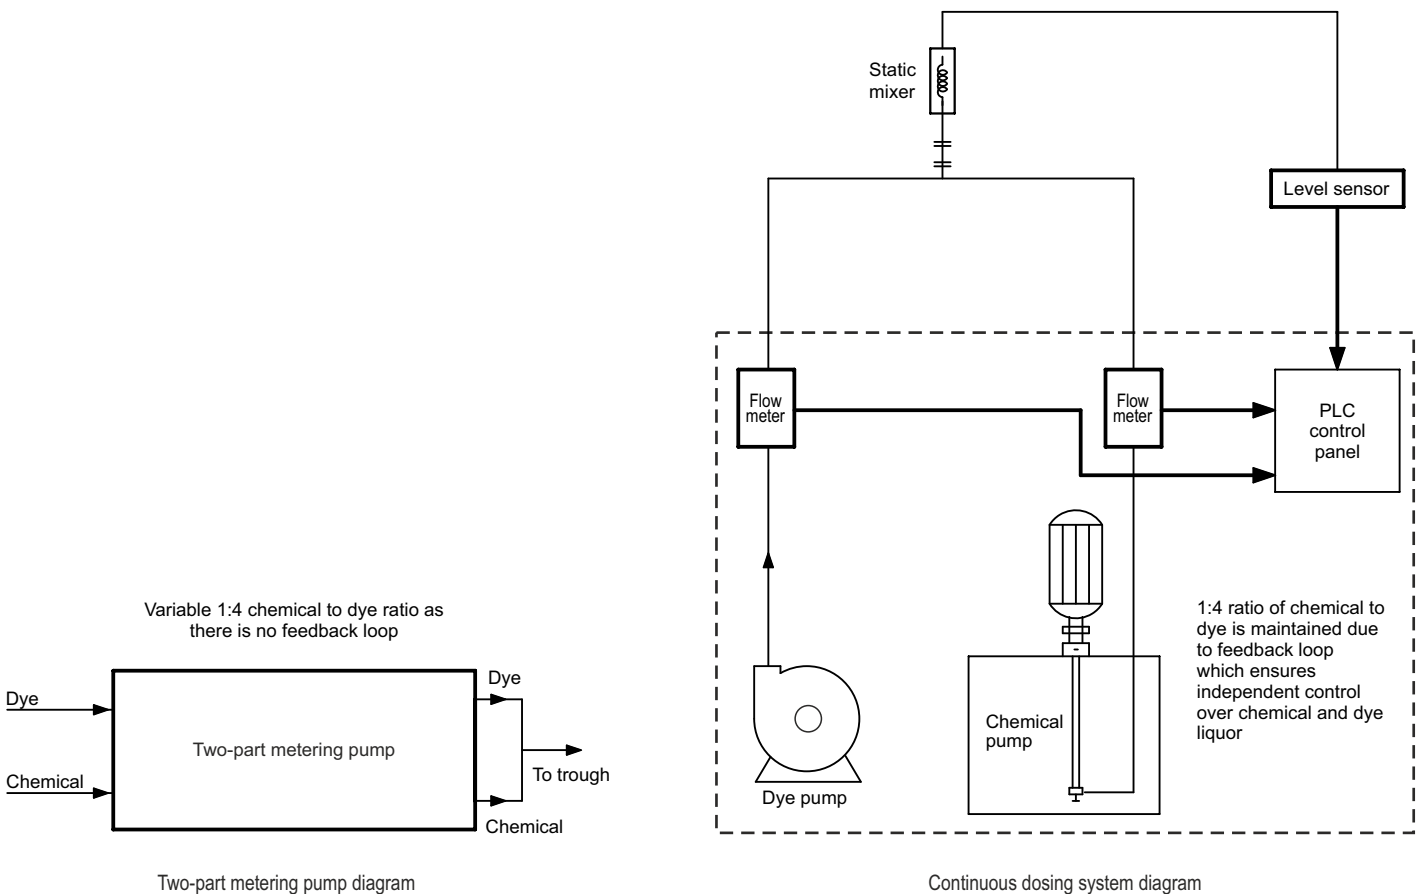 Variable 1:4 chemical to dye ratio as
there is no feedback loop
Dye
Chemical
Two-part metering pump
Dye
To trough
Chemical
Two-part metering pump diagram
Static
mixer
Level sensor
Flow
meter
Flow
meter
PLC
control
panel
Dye pump
Chemical
pump
1:4 ratio of chemical to
dye is maintained due
to feedback loop
which ensures
independent control
over chemical and dye
liquor
Continuous dosing system diagram